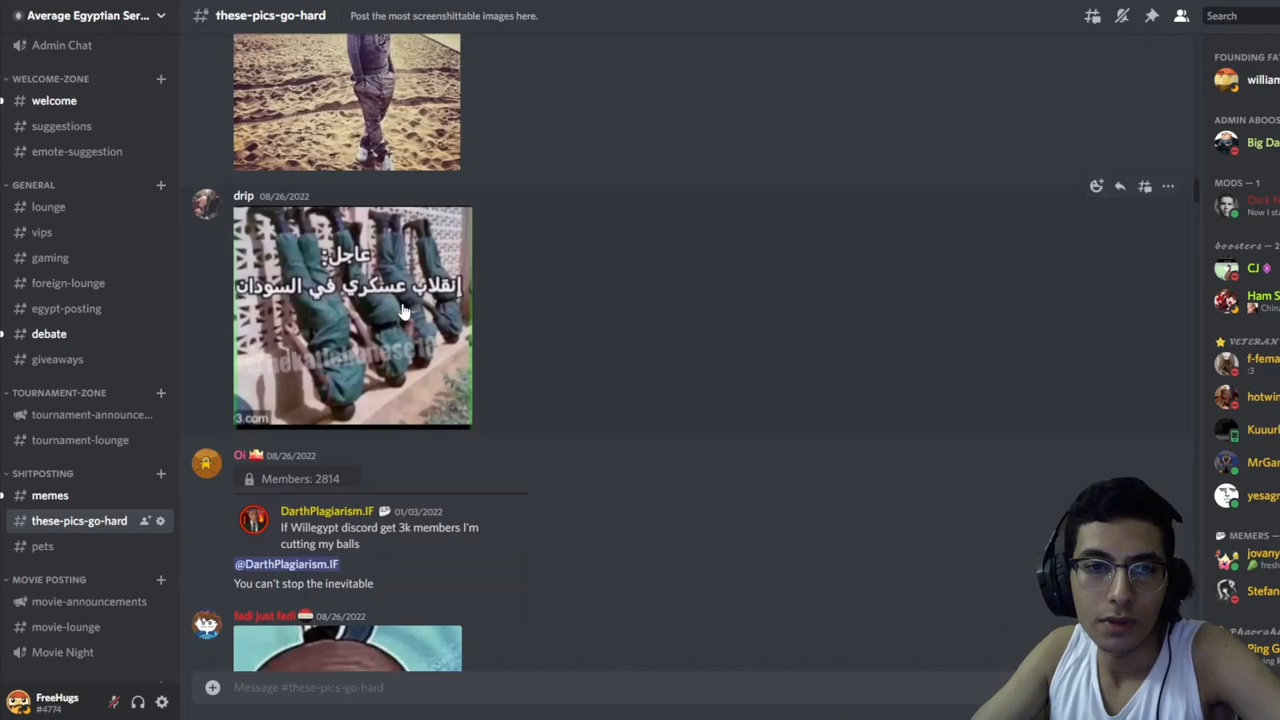 Average Egyptian Ser...
these-pics-go-hard
Post the most screenshittable images here.
Search
Admin Chat
WELCOME-ZONE
welcome
suggestions
emote-suggestion
GENERAL
lounge
vips
gaming
foreign-lounge
egypt-posting
debate
giveaways
TOURNAMENT-ZONE
tournament-announce...
tournament-lounge
SHITPOSTING
memes
these-pics-go-hard
pets
MOVIE POSTING
movie-announcements
movie-lounge
Movie Night
FreeHugs
#4774
drip 08/26/2022
عاجل:
إنقلاب عسكري في السودان
3.com
Oi 08/26/2022
Members: 2814
DarthPlagiarism.IF 01/03/2022
If Willegypt discord get 3k members I'm
cutting my balls
@DarthPlagiarism.IF
You can't stop the inevitable
fadi just fadi 08/26/2022
Message #these-pics-go-hard
FOUNDING FA
william
ADMIN ABOOS
Big Da
MODS — 1
Now I sta
boosters — 2
CJ
Ham S
China
VETERAN
f-fema
:3
hotwin
Kuuurl
MrGar
yesagr
MEMERS —
jovany
fresh
Stefan
Pharaoh
Ping G